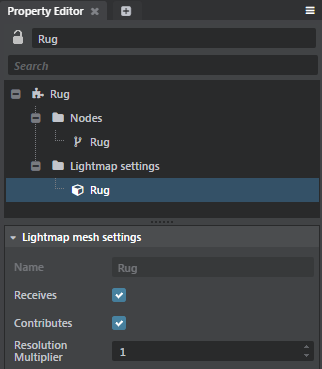 Property Editor
Rug
Search
Rug
Nodes
Rug
Lightmap settings
Rug
Lightmap mesh settings
Name Rug
Receives
Contributes
Resolution
Multiplier 1